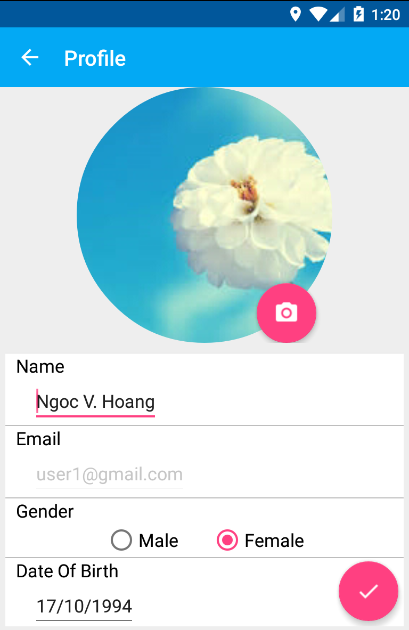 1:20
Profile
Name
Ngoc V. Hoang
Email
user1@gmail.com
Gender
Male Female
Date Of Birth
17/10/1994